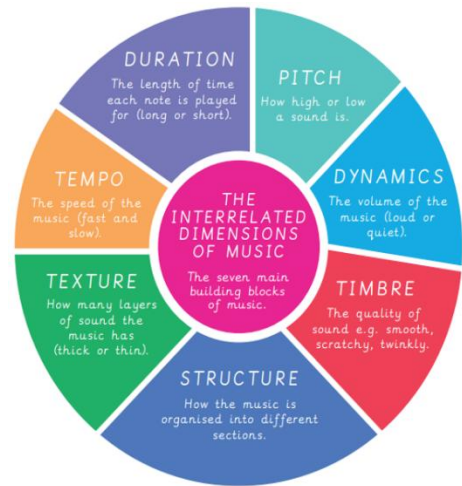 THE
INTERRELATED
DIMENSIONS
OF MUSIC
The seven main
building blocks
of music.
PITCH
How high or low
a sound is.
DYNAMICS
The volume of the
music (loud or
quiet).
TIMBRE
The quality of
sound e.g. smooth,
scratchy, twinkly.
STRUCTURE
How the music is
organised into different
sections.
TEXTURE
How many layers
of sound the
music has
(thick or thin).
TEMPO
The speed of the
music (fast and
slow).
DURATION
The length of time
each note is played
for (long or short).